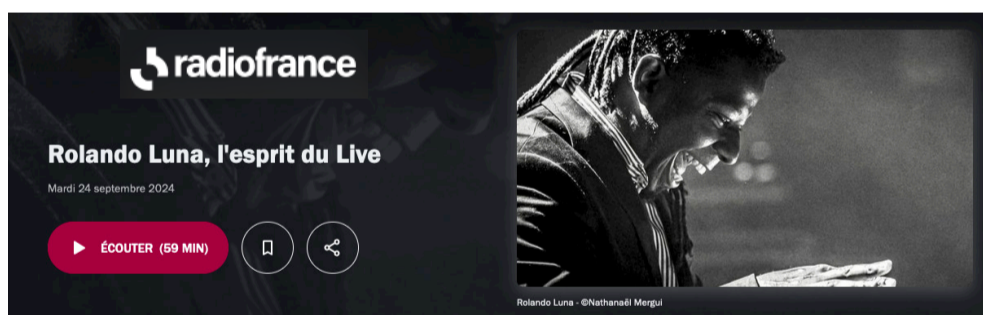 radiofrance
Rolando Luna, l'esprit du Live
Mardi 24 septembre 2024
ÉCOUTER (59 MIN)
Rolando Luna - ©Nathanaël Mergui